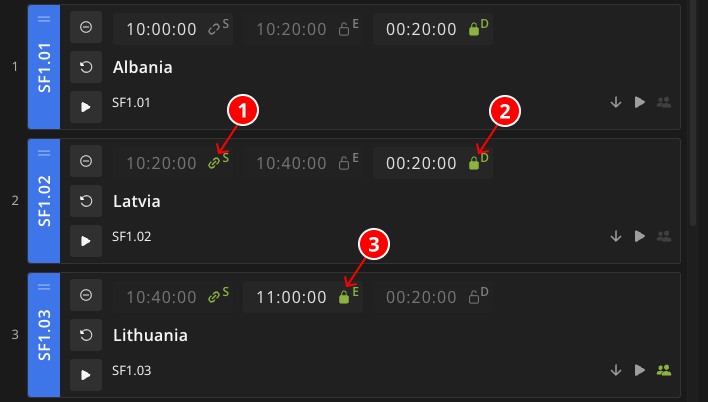 1
SF1.01
10:00:00 S 10:20:00 E 00:20:00 D
Albania
SF1.01
1
2
2
SF1.02
10:20:00 S 10:40:00 E 00:20:00 D
Latvia
SF1.02
3
3
SF1.03
10:40:00 S 11:00:00 E 00:20:00 D
Lithuania
SF1.03